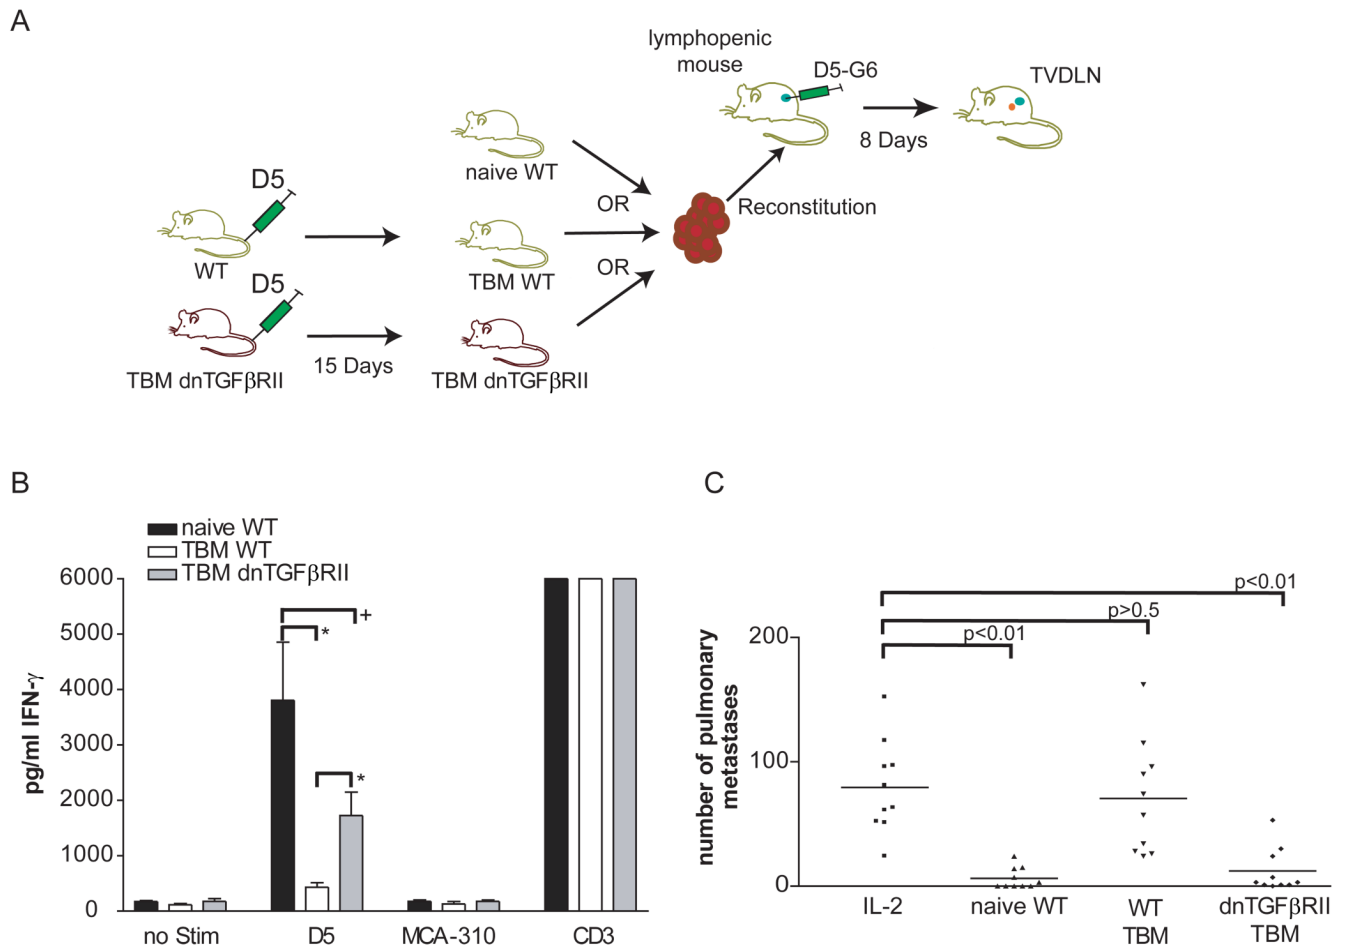 A
lymphopenic
mouse
D5-G6
TVDLN
8 Days
naive WT
D5
OR
Reconstitution
WT
TBM WT
OR
D5
15 Days
TBM dnTGFβRII
TBM dnTGFβRII
B
naive WT
TBM WT
TBM dnTGFβRII
pg/ml IFN-γ
6000
5000
4000
3000
2000
1000
0
+
*
*
no Stim
D5
MCA-310
CD3
C
number of pulmonary
metastases
200
100
0
p<0.01
p>0.5
p<0.01
IL-2
naive WT
WT
TBM
dnTGFβRII
TBM